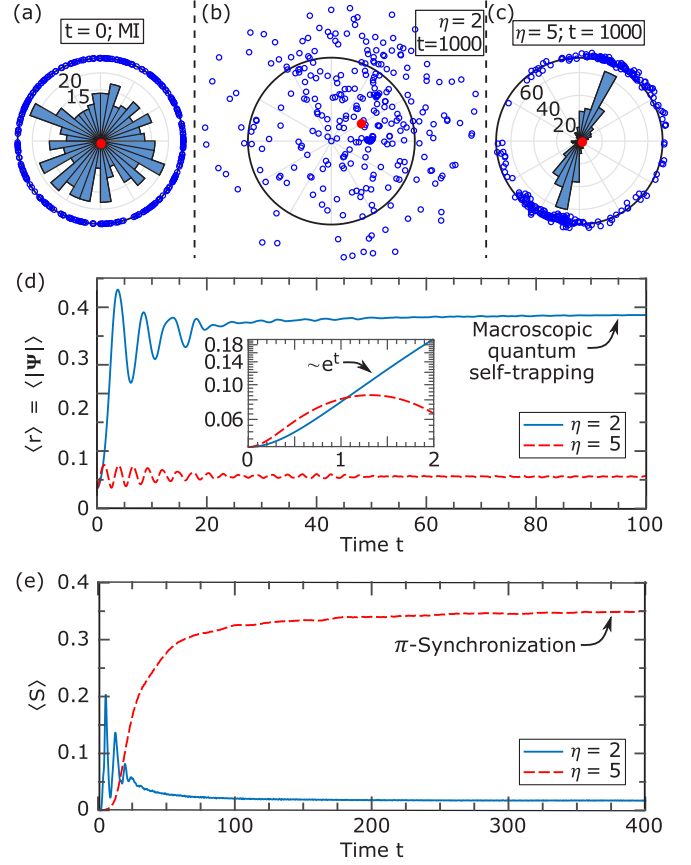 (a)
t = 0; MI
20
15
(b)
η = 2
t=1000
(c)
η = 5; t = 1000
60
40
20
(d)
⟨r⟩ = ⟨|Ψ|⟩
0.4
0.3
0.2
0.1
0
0.18
0.10
0.06
~e^t
0
1
2
Macroscopic
quantum
self-trapping
η = 2
η = 5
0
20
40
60
80
100
Time t
(e)
⟨S⟩
0.4
0.3
0.2
0.1
0
π-Synchronization
η = 2
η = 5
0
100
200
300
400
Time t